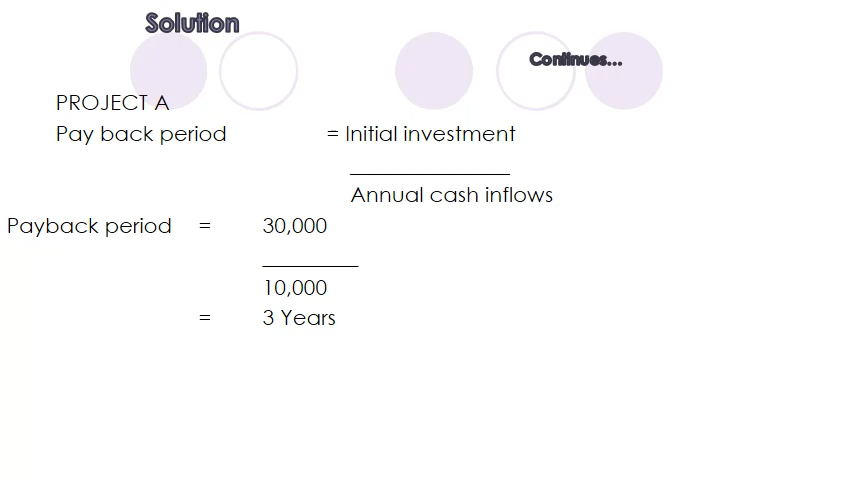 Solution
Continues...
PROJECT A
Pay back period = Initial investment
Annual cash inflows
Payback period = 30,000
10,000
= 3 Years